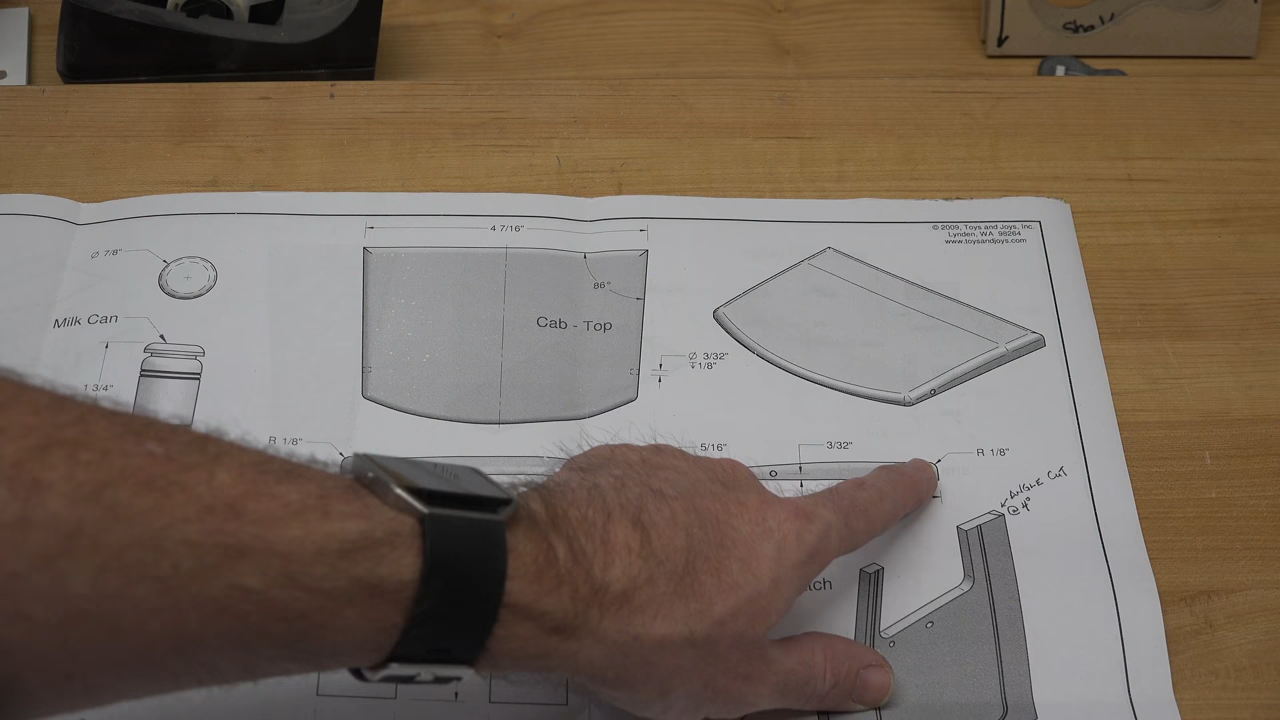 Sha
4 7/16"
© 2009, Toys and Joys, Inc.
Lynden, WA 98264
www.toysandjoys.com
Ø 7/8"
86°
Milk Can
Cab - Top
Ø 3/32"
↧1/8"
1 3/4"
R 1/8"
5/16"
3/32"
R 1/8"
ANGLE CUT
@ 4°
tch